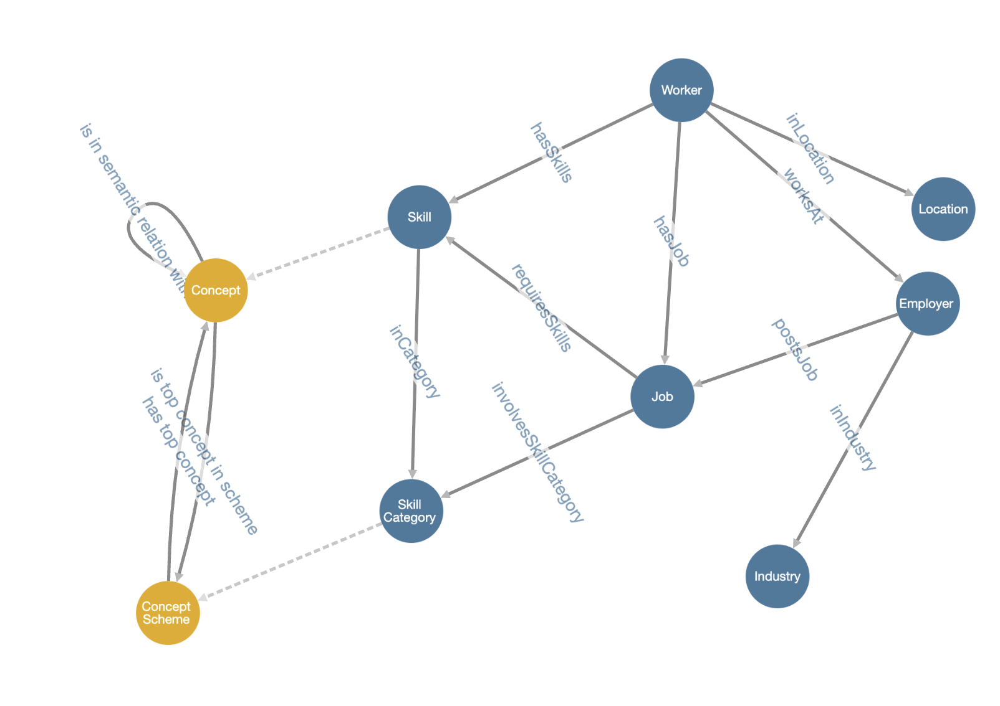 Worker
inLocation
hasSkills
worksAt
Location
Skill
hasJob
is in semantic relation with
Concept
requiresSkills
Employer
inCategory
postsJob
Job
involvesSkillCategory
inIndustry
is top concept in scheme
has top concept
Skill
Category
Industry
Concept
Scheme